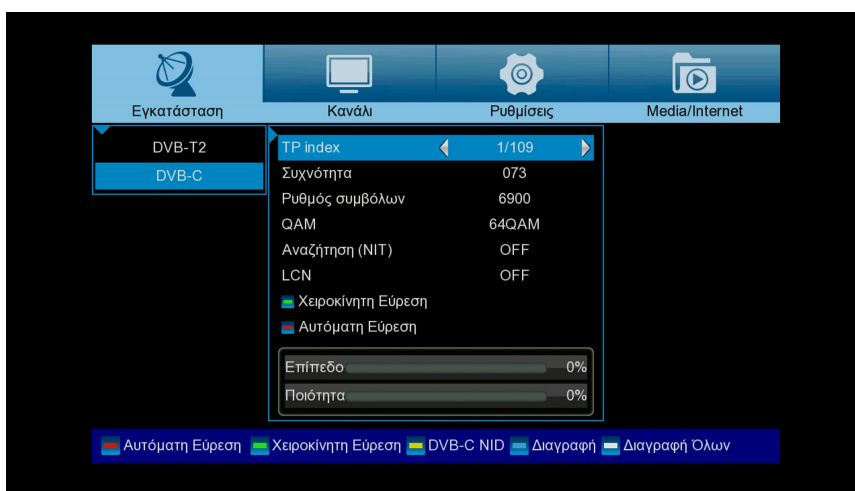 Εγκατάσταση Κανάλι Ρυθμίσεις Media/Internet
DVB-T2
DVB-C
TP index 1/109
Συχνότητα 073
Ρυθμός συμβόλων 6900
QAM 64QAM
Αναζήτηση (NIT) OFF
LCN OFF
Χειροκίνητη Εύρεση
Αυτόματη Εύρεση
Επίπεδο 0%
Ποιότητα 0%
Αυτόματη Εύρεση Χειροκίνητη Εύρεση DVB-C NID Διαγραφή Διαγραφή Όλων